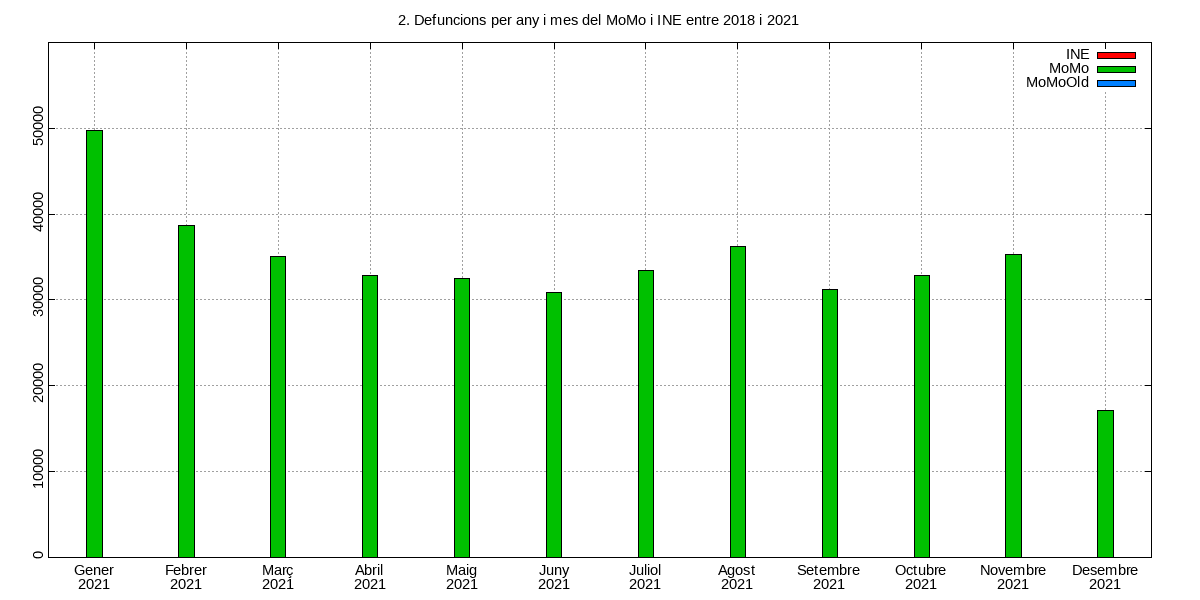 2. Defuncions per any i mes del MoMo i INE entre 2018 i 2021
INE
MoMo
MoMoOld
50000
40000
30000
20000
10000
0
Gener Febrer Març Abril Maig Juny Juliol Agost Setembre Octubre Novembre Desembre
2021 2021 2021 2021 2021 2021 2021 2021 2021 2021 2021 2021